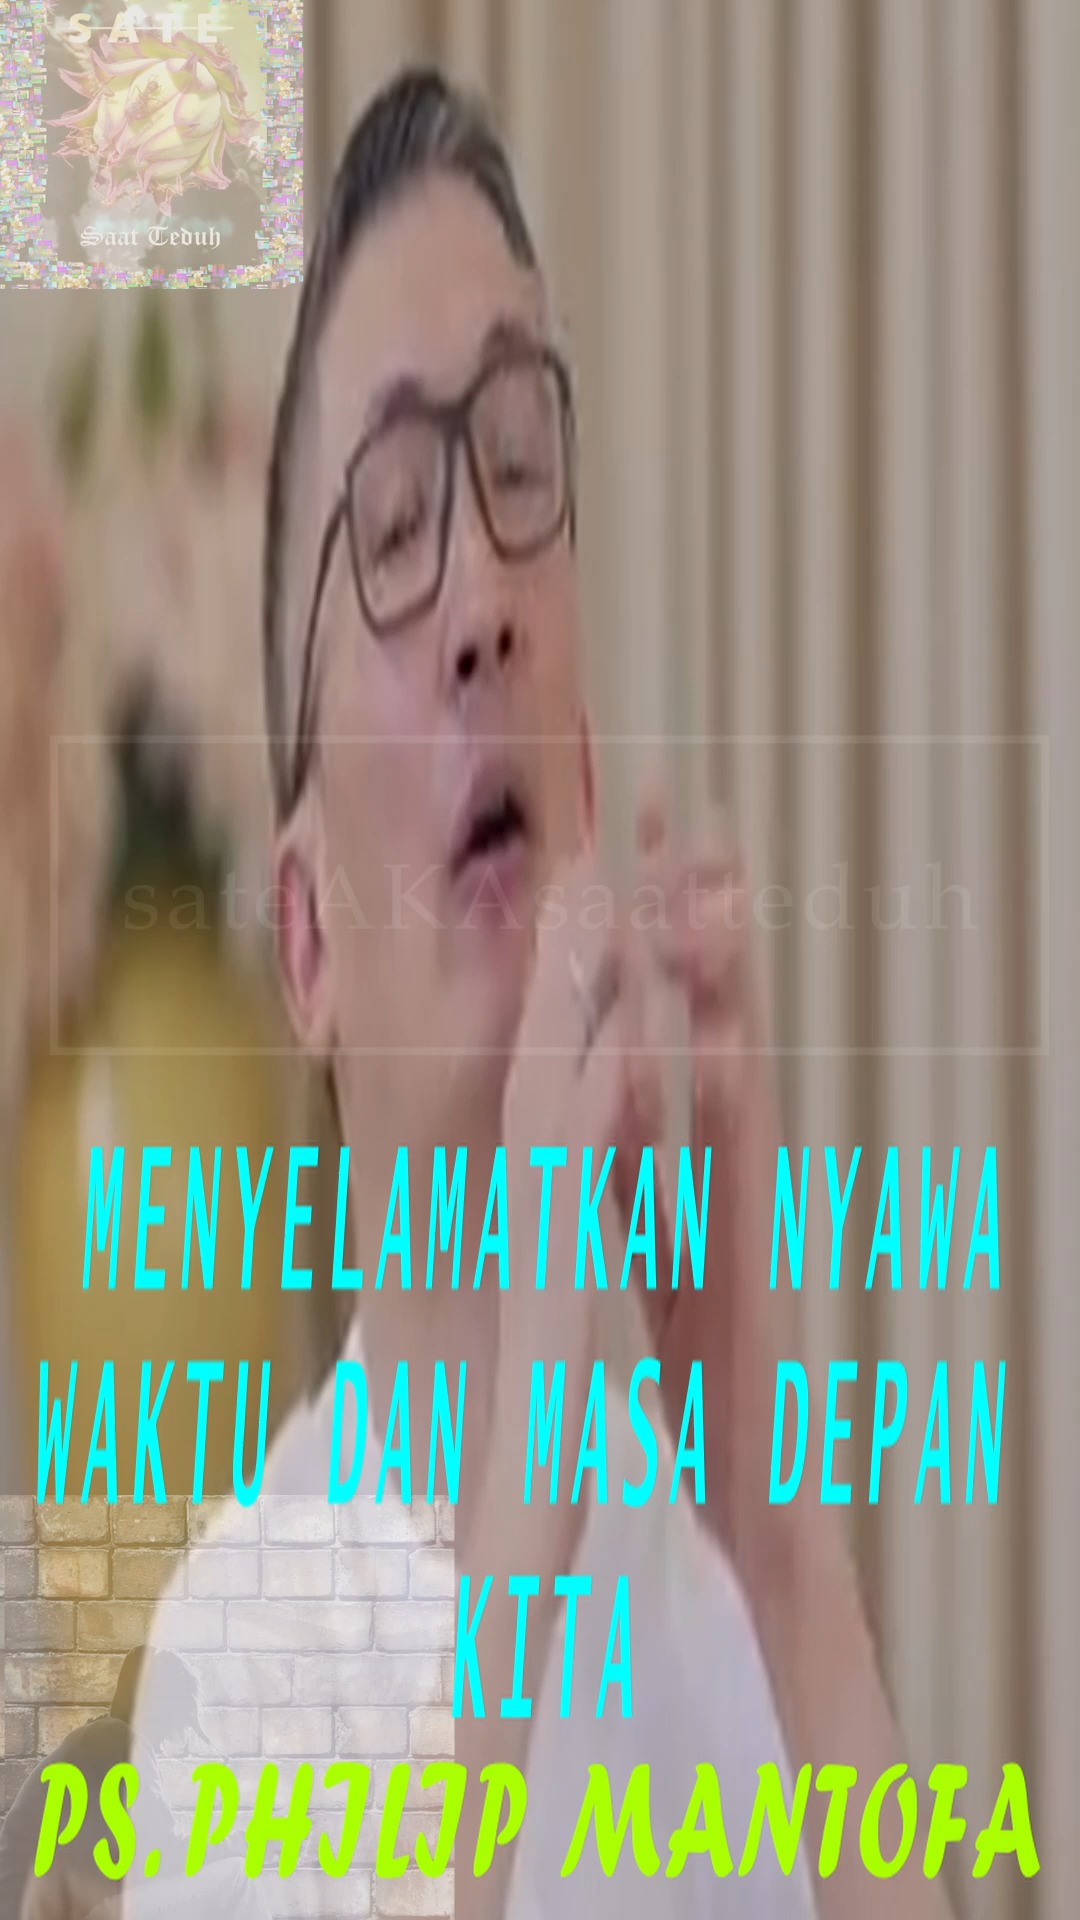 SATE
Saat Teduh
sateAKAsaatteduh
MENYELAMATKAN NYAWA
WAKTU DAN MASA DEPAN
KITA
PS. PHILIP MANTOFA